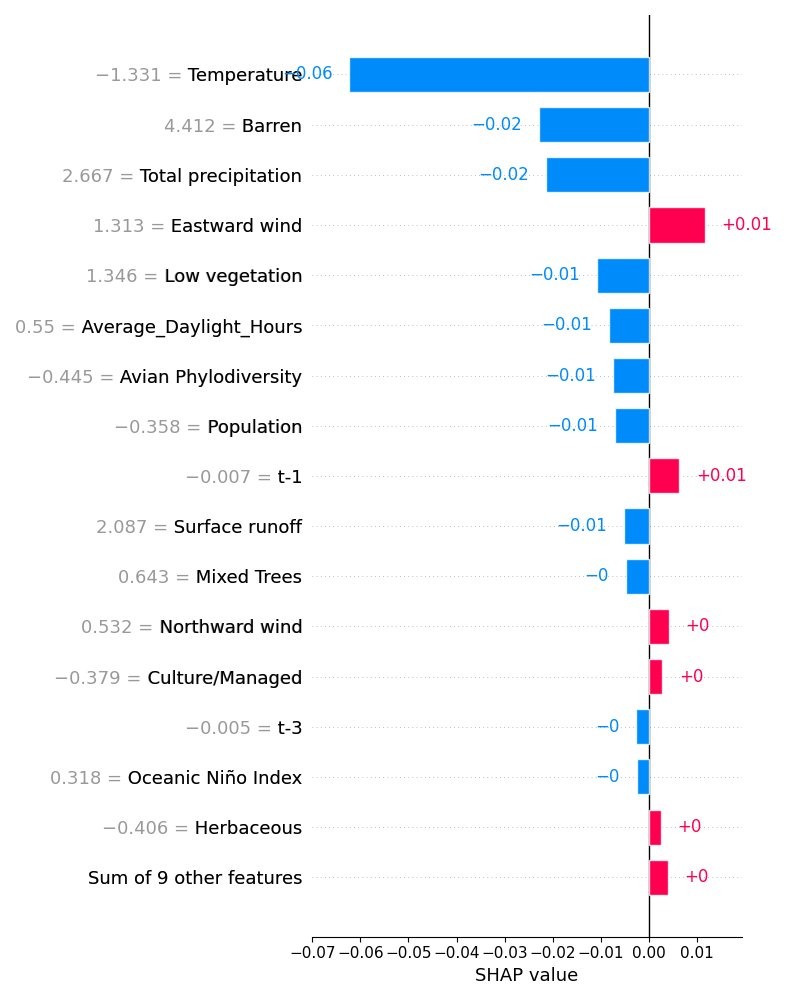 −1.331 = Temperature −0.06
4.412 = Barren −0.02
2.667 = Total precipitation −0.02
1.313 = Eastward wind +0.01
1.346 = Low vegetation −0.01
0.55 = Average_Daylight_Hours −0.01
−0.445 = Avian Phylodiversity −0.01
−0.358 = Population −0.01
−0.007 = t-1 +0.01
2.087 = Surface runoff −0.01
0.643 = Mixed Trees −0
0.532 = Northward wind +0
−0.379 = Culture/Managed +0
−0.005 = t-3 −0
0.318 = Oceanic Niño Index −0
−0.406 = Herbaceous +0
Sum of 9 other features +0
−0.07 −0.06 −0.05 −0.04 −0.03 −0.02 −0.01 0.00 0.01
SHAP value